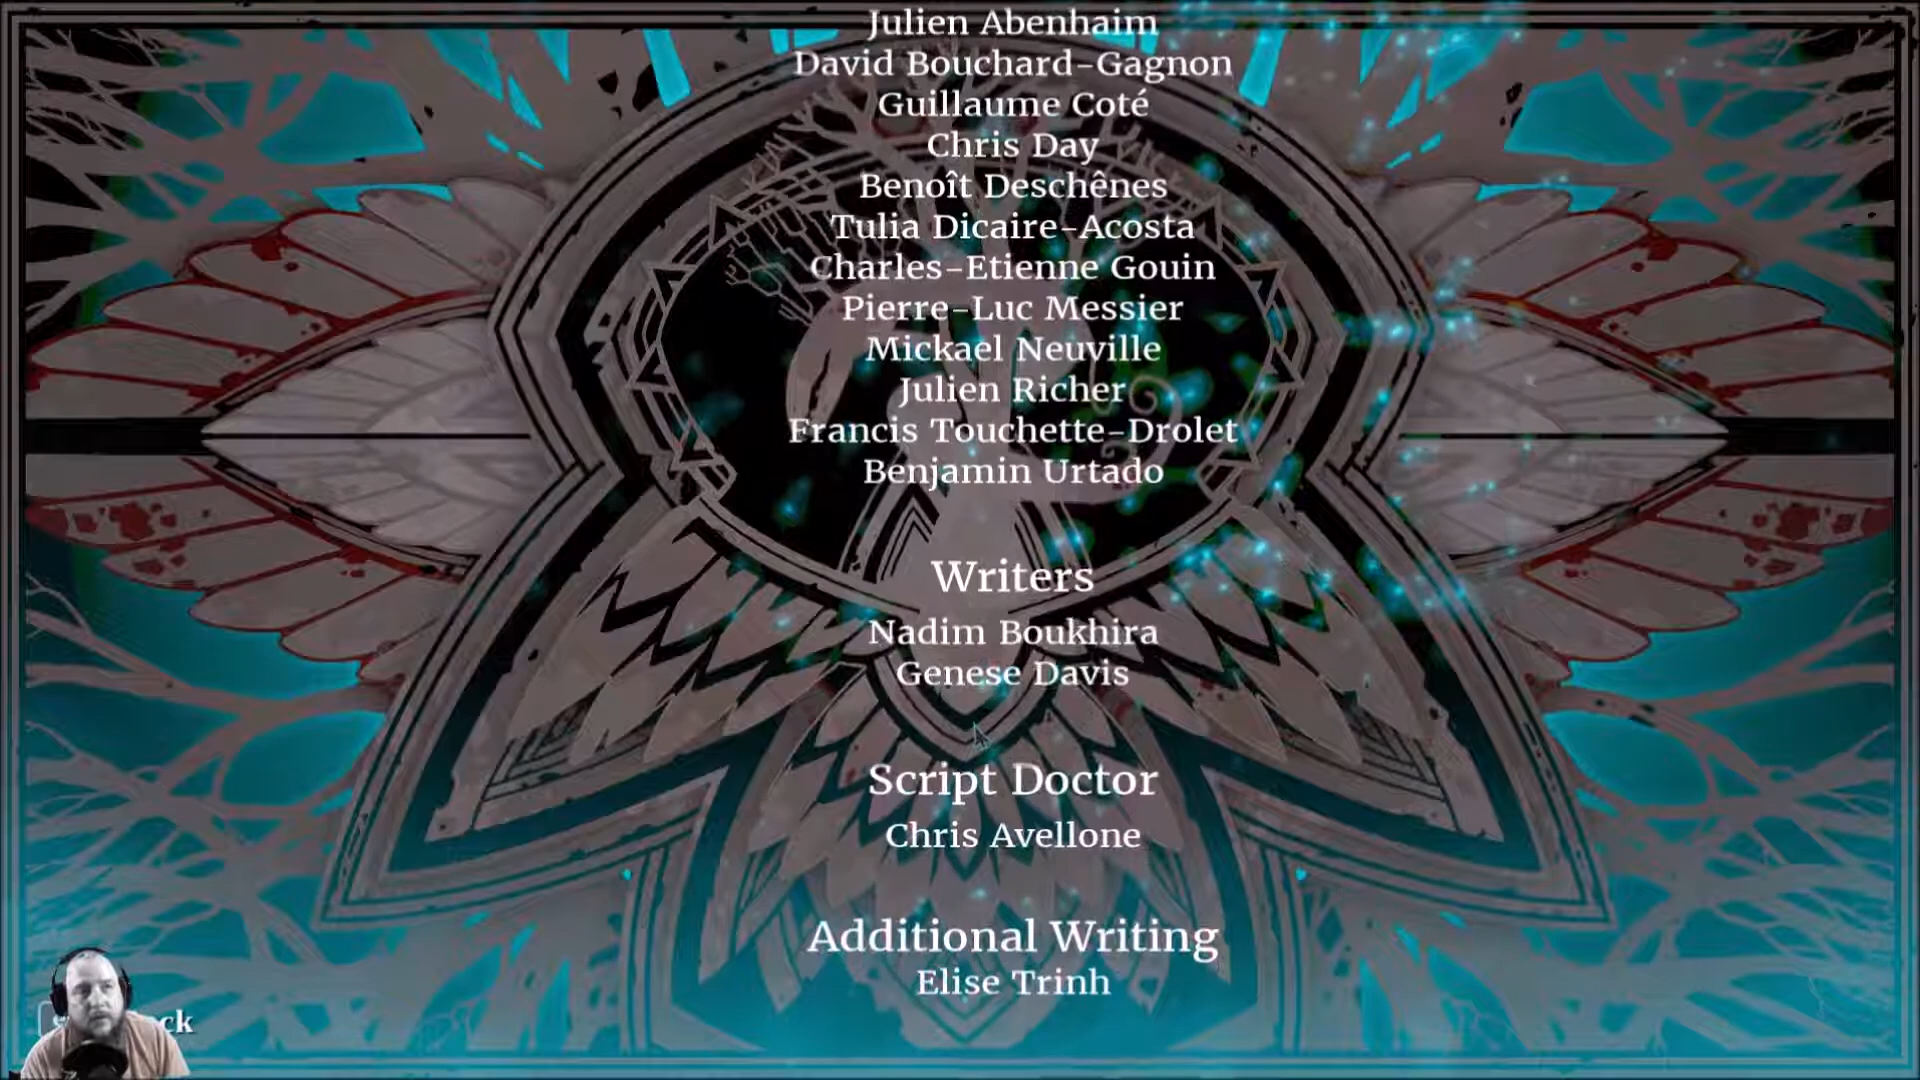 Julien Abenhaim
David Bouchard-Gagnon
Guillaume Coté
Chris Day
Benoît Deschênes
Tulia Dicaire-Acosta
Charles-Etienne Gouin
Pierre-Luc Messier
Mickael Neuville
Julien Richer
Francis Touchette-Drolet
Benjamin Urtado
Writers
Nadim Boukhira
Genese Davis
Script Doctor
Chris Avellone
Additional Writing
Elise Trinh